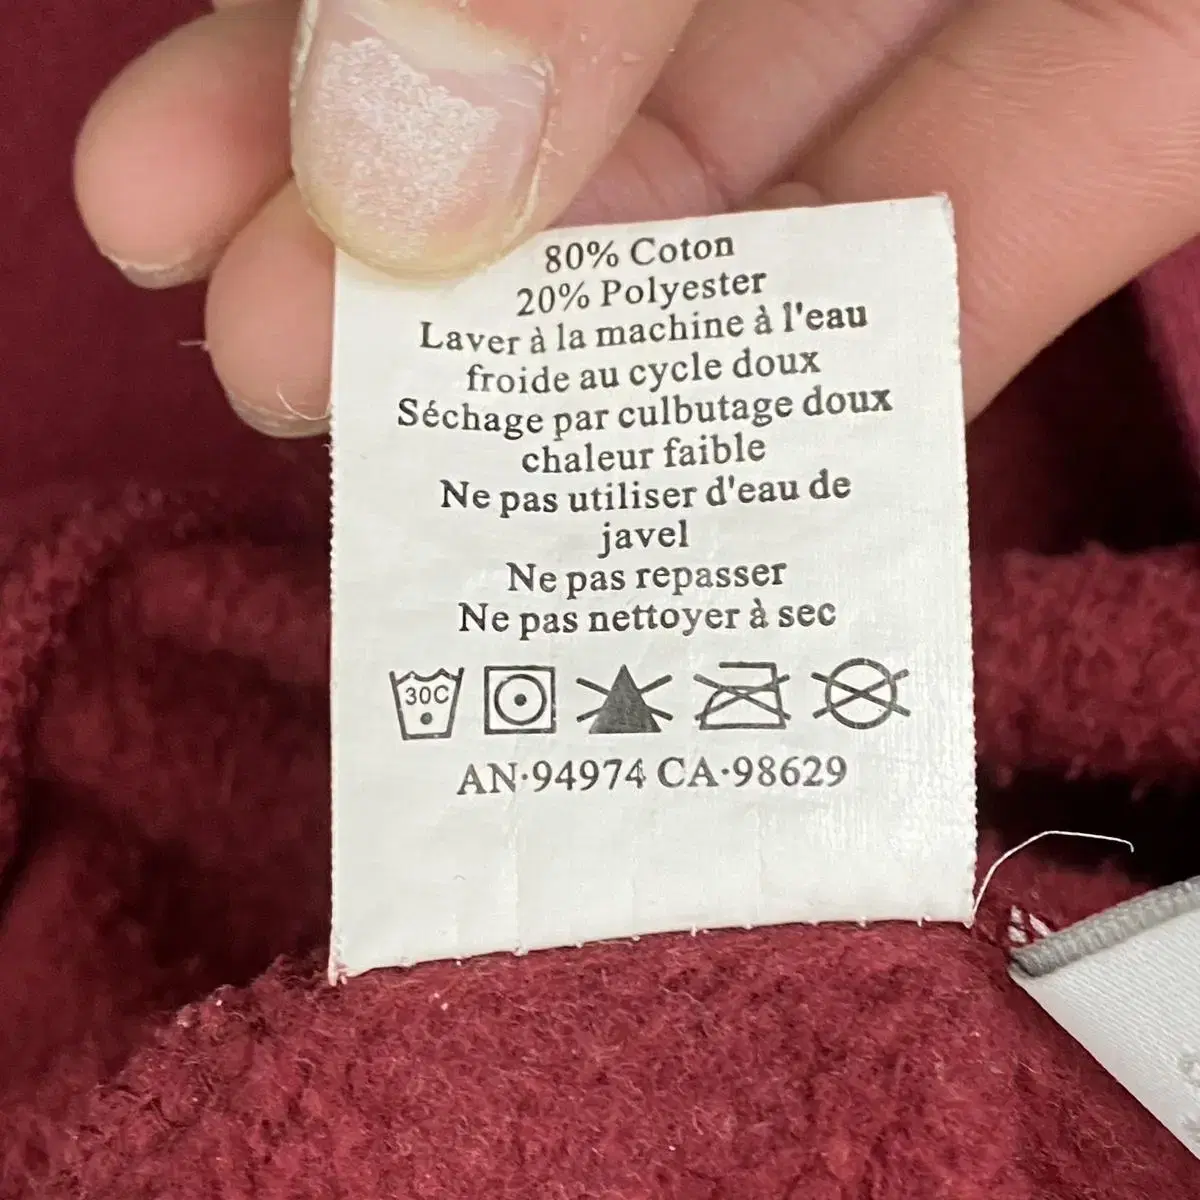 80% Coton
20% Polyester
Laver à la machine à l'eau
froide au cycle doux
Séchage par culbutage doux
chaleur faible
Ne pas utiliser d'eau de
javel
Ne pas repasser
Ne pas nettoyer à sec
30C
AN·94974 CA·98629